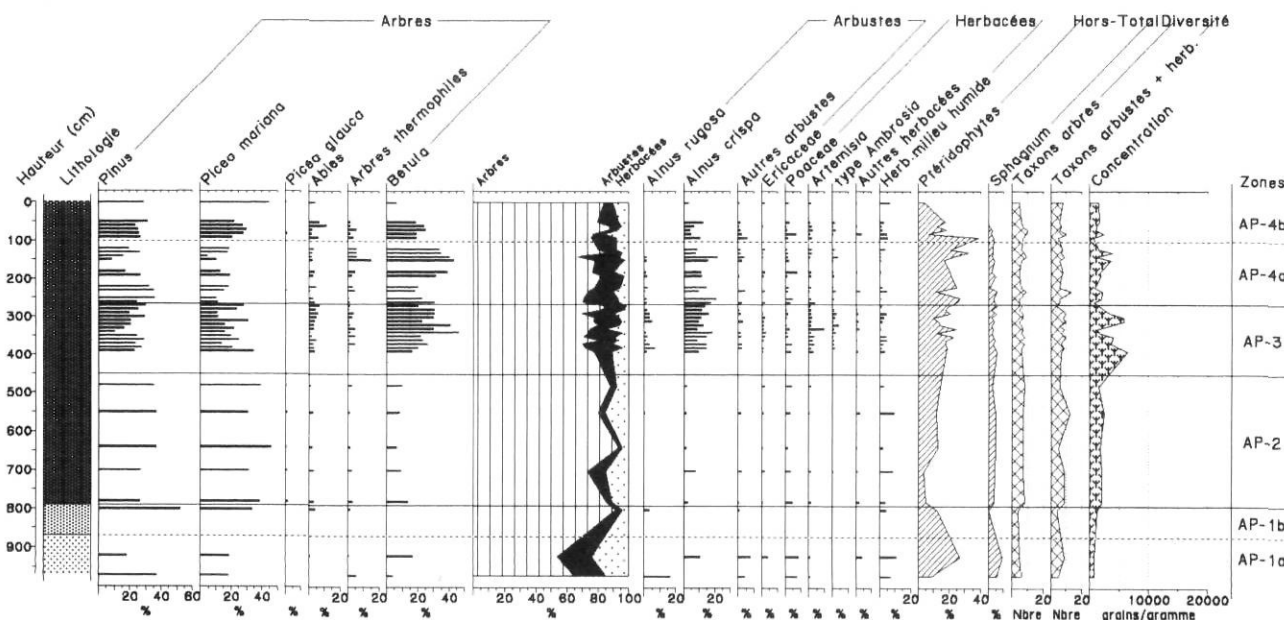 Arbres
Arbustes
Herbacées
Hors-Total
Diversité
Hauteur (cm)
Lithologie
Pinus
Picea mariana
Picea glauca
Abies
Arbres thermophiles
Betula
Arbres
Arbustes
Herbacées
Alnus rugosa
Alnus crispa
Autres arbustes
Ericaceae
Poaceae
Artemisia
type Ambrosia
Autres herbacées
Herb. milieu humide
Ptéridophytes
Sphagnum
Taxons arbres
Taxons arbustes + herb.
Concentration
Zones
0
100
200
300
400
500
600
700
800
900
AP-4b
AP-4a
AP-3
AP-2
AP-1b
AP-1a
20 40 60 20 40 20 20 20 40 20 40 60 80 100 20 20 20 20 20 20 10000 20000
% % % % % % % % % % % % % % % % % % Nbre Nbre grains/gramme